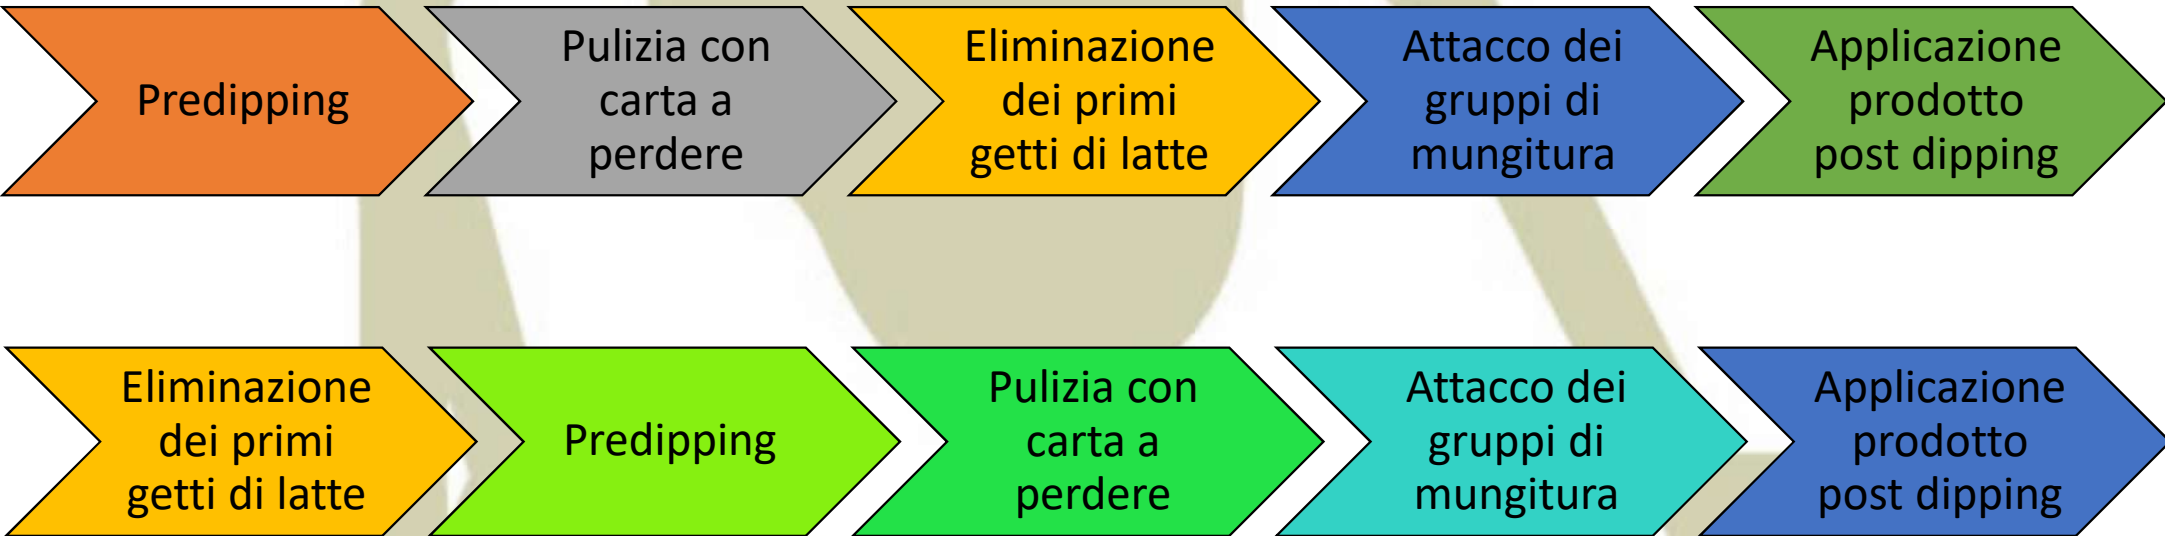 Predipping
Pulizia con
carta a
perdere
Eliminazione
dei primi
getti di latte
Attacco dei
gruppi di
mungitura
Applicazione
prodotto
post dipping
Eliminazione
dei primi
getti di latte
Predipping
Pulizia con
carta a
perdere
Attacco dei
gruppi di
mungitura
Applicazione
prodotto
post dipping